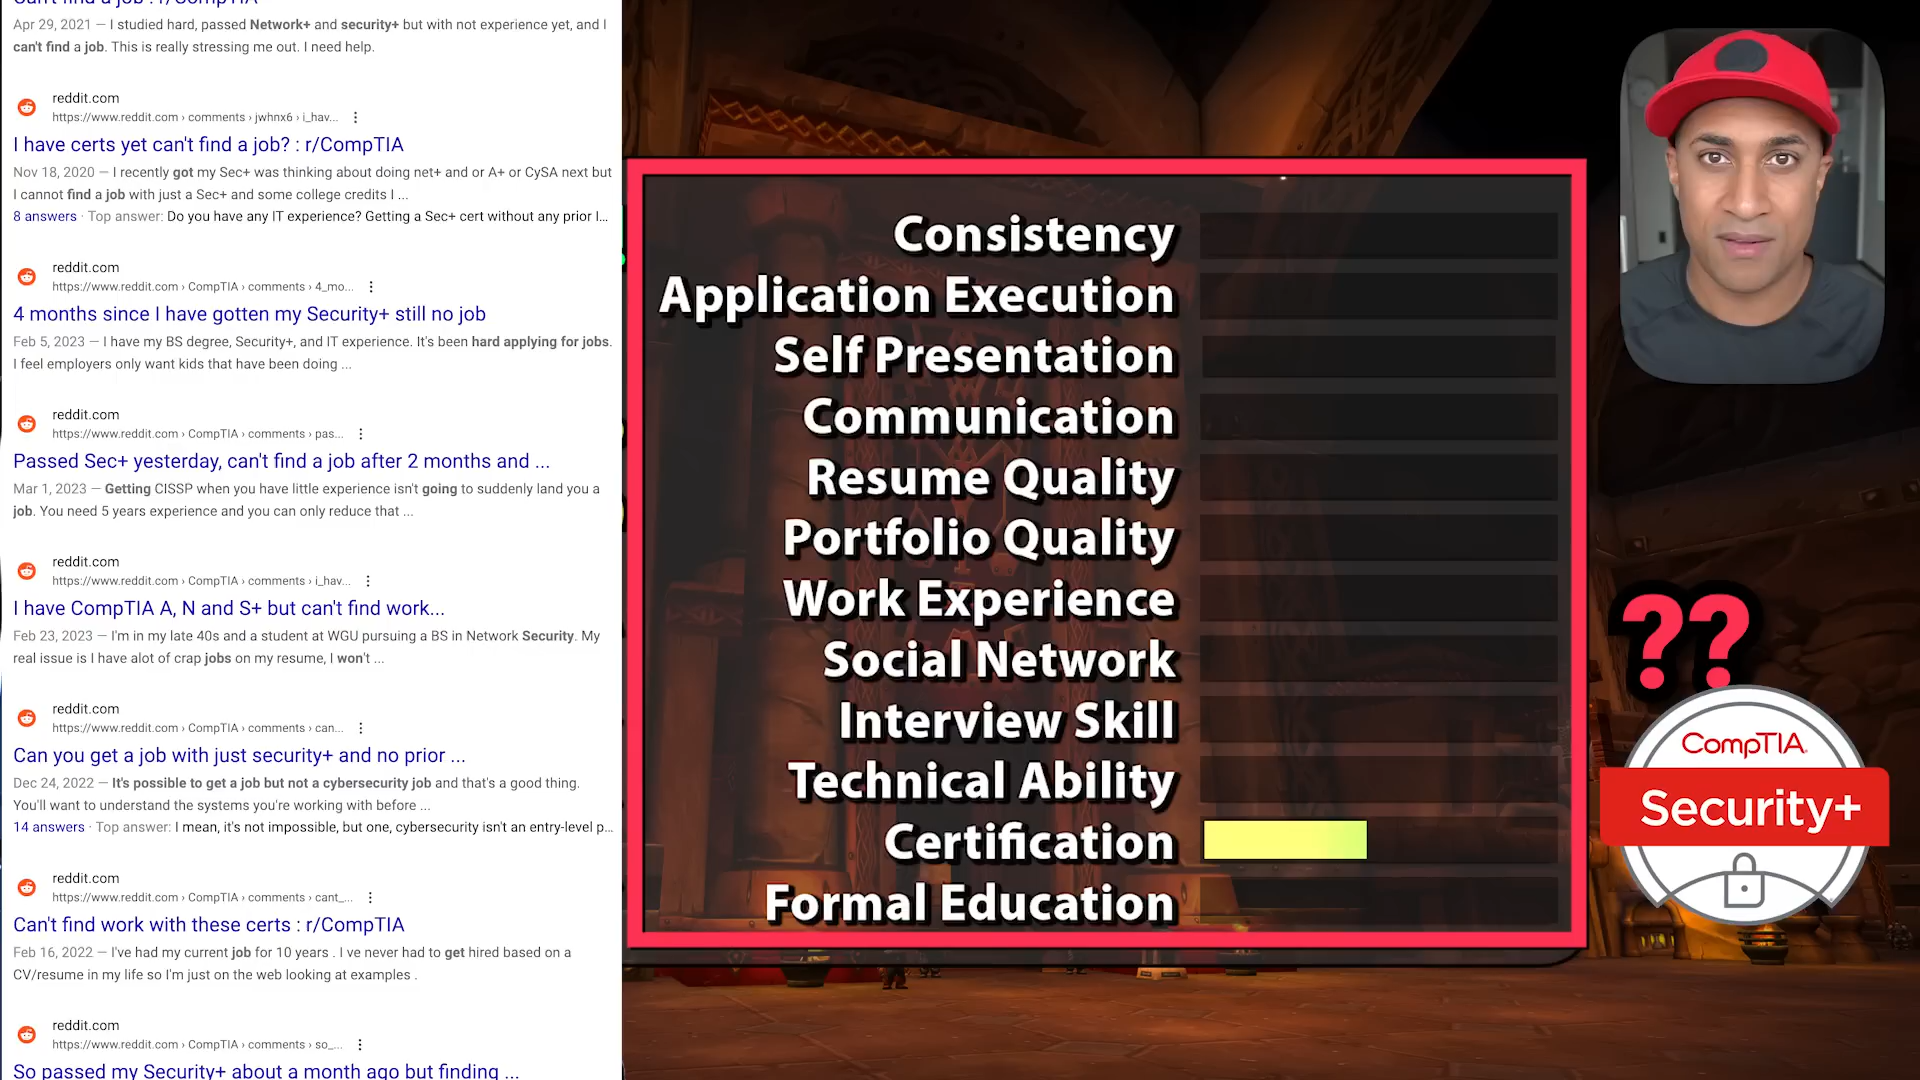 Can't find a job : r/CompTIA
Apr 29, 2021 — I studied hard, passed Network+ and security+ but with not experience yet, and I
can't find a job. This is really stressing me out. I need help.
reddit.com
https://www.reddit.com › comments › jwhnx6 › i_hav...
I have certs yet can't find a job? : r/CompTIA
Nov 18, 2020 — I recently got my Sec+ was thinking about doing net+ and or A+ or CySA next but
I cannot find a job with just a Sec+ and some college credits I ...
8 answers · Top answer: Do you have any IT experience? Getting a Sec+ cert without any prior I...
reddit.com
https://www.reddit.com › CompTIA › comments › 4_mo...
4 months since I have gotten my Security+ still no job
Feb 5, 2023 — I have my BS degree, Security+, and IT experience. It's been hard applying for jobs.
I feel employers only want kids that have been doing ...
reddit.com
https://www.reddit.com › CompTIA › comments › pas...
Passed Sec+ yesterday, can't find a job after 2 months and ...
Mar 1, 2023 — Getting CISSP when you have little experience isn't going to suddenly land you a
job. You need 5 years experience and you can only reduce that ...
reddit.com
https://www.reddit.com › CompTIA › comments › i_hav...
I have CompTIA A, N and S+ but can't find work...
Feb 23, 2023 — I'm in my late 40s and a student at WGU pursuing a BS in Network Security. My
real issue is I have alot of crap jobs on my resume, I won't ...
reddit.com
https://www.reddit.com › CompTIA › comments › can...
Can you get a job with just security+ and no prior ...
Dec 24, 2022 — It's possible to get a job but not a cybersecurity job and that's a good thing.
You'll want to understand the systems you're working with before ...
14 answers · Top answer: I mean, it's not impossible, but one, cybersecurity isn't an entry-level p...
reddit.com
https://www.reddit.com › CompTIA › comments › cant_...
Can't find work with these certs : r/CompTIA
Feb 16, 2022 — I've had my current job for 10 years . I ve never had to get hired based on a
CV/resume in my life so I'm just on the web looking at examples .
reddit.com
https://www.reddit.com › CompTIA › comments › so_...
So passed my Security+ about a month ago but finding ...
Consistency
Application Execution
Self Presentation
Communication
Resume Quality
Portfolio Quality
Work Experience
Social Network
Interview Skill
Technical Ability
Certification
Formal Education
??
CompTIA.
Security+